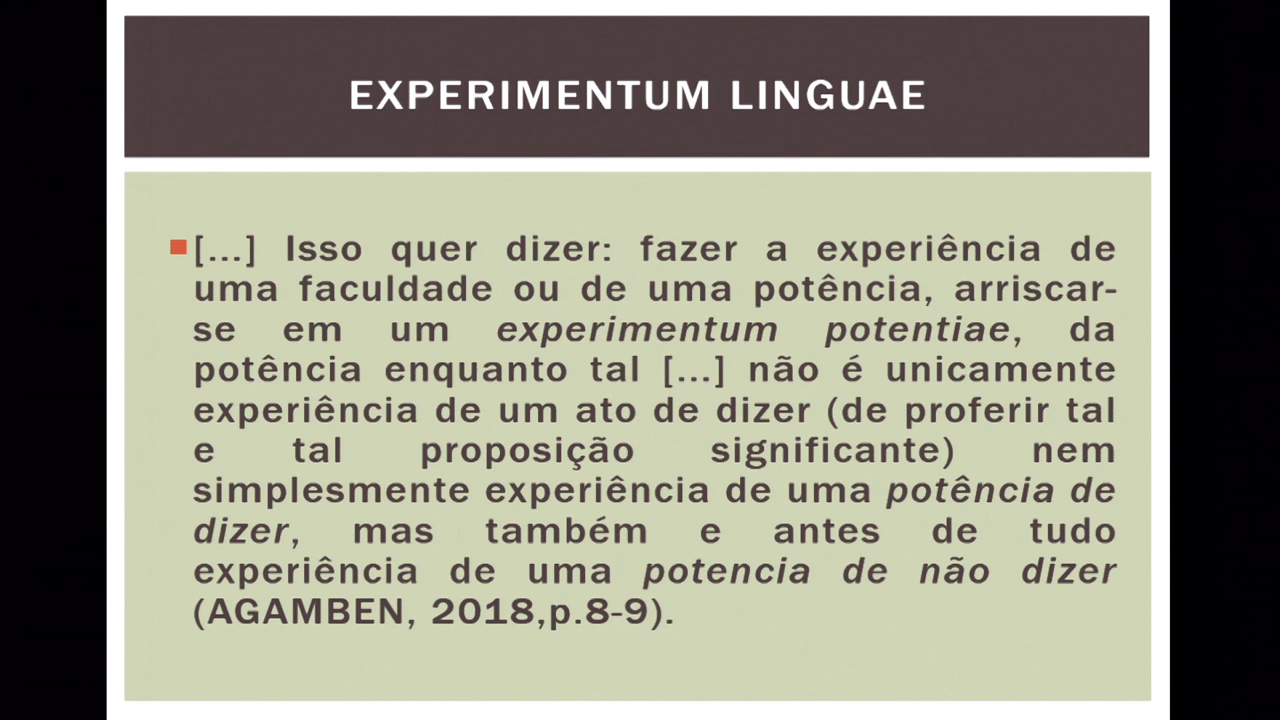 EXPERIMENTUM LINGUAE
[...] Isso quer dizer: fazer a experiência de
uma faculdade ou de uma potência, arriscar-
se em um experimentum potentiae, da
potência enquanto tal [...] não é unicamente
experiência de um ato de dizer (de proferir tal
e tal proposição significante) nem
simplesmente experiência de uma potência de
dizer, mas também e antes de tudo
experiência de uma potencia de não dizer
(AGAMBEN, 2018,p.8-9).